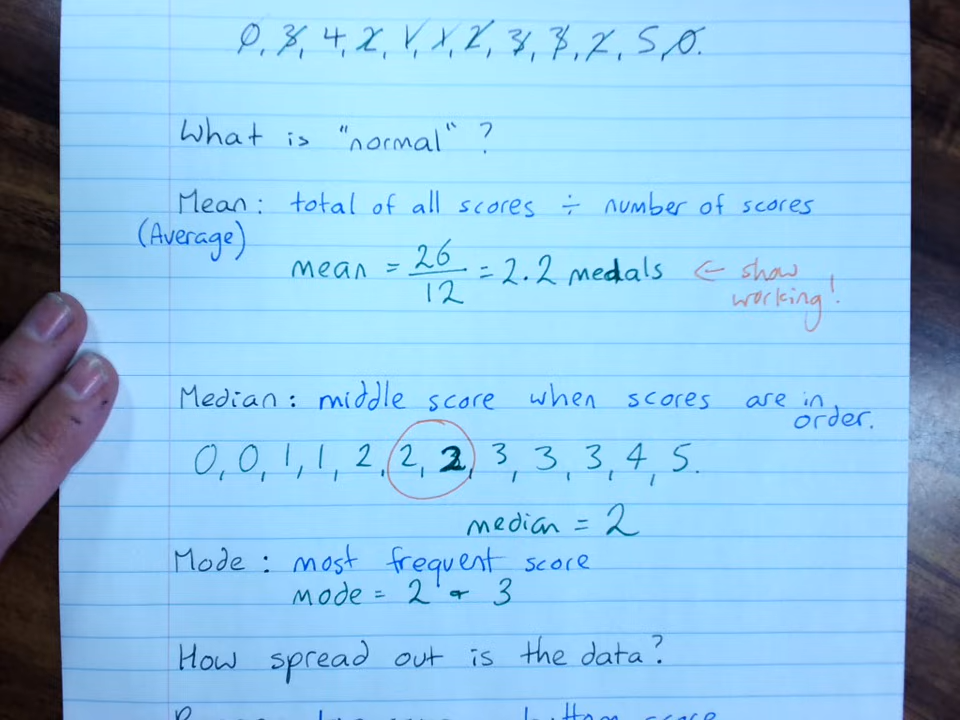 0, 3, 4, 2, 1, 1, 2, 3, 3, 2, 5, 0.
What is "normal"?
Mean: total of all scores ÷ number of scores
(Average)
mean = 26/12 = 2.2 medals ← show
working!
Median: middle score when scores are in
order.
0, 0, 1, 1, 2, 2, 2, 3, 3, 3, 4, 5.
median = 2
Mode: most frequent score
mode = 2 + 3
How spread out is the data?
bottom score